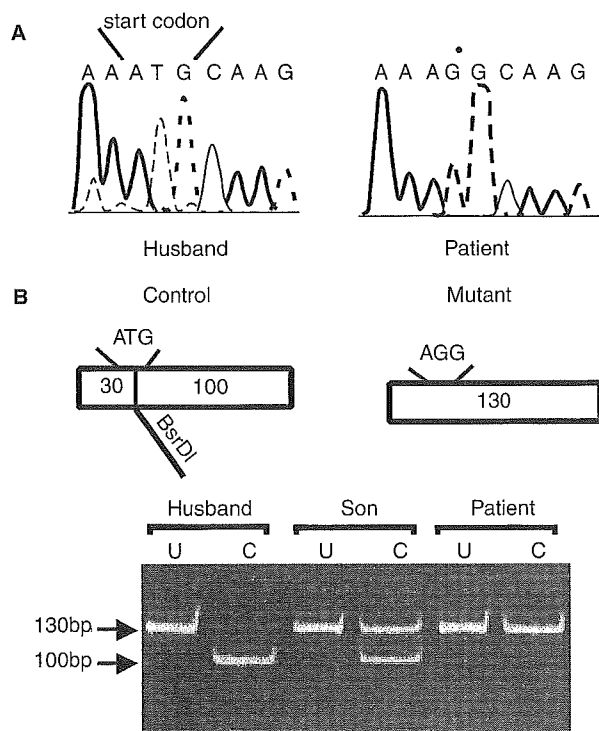 A
start codon
A A A T G C A A G
A A A G G C A A G
Husband
Patient
B
Control
Mutant
ATG
AGG
30
100
130
BsrDI
Husband
Son
Patient
U C U C U C
130bp
100bp